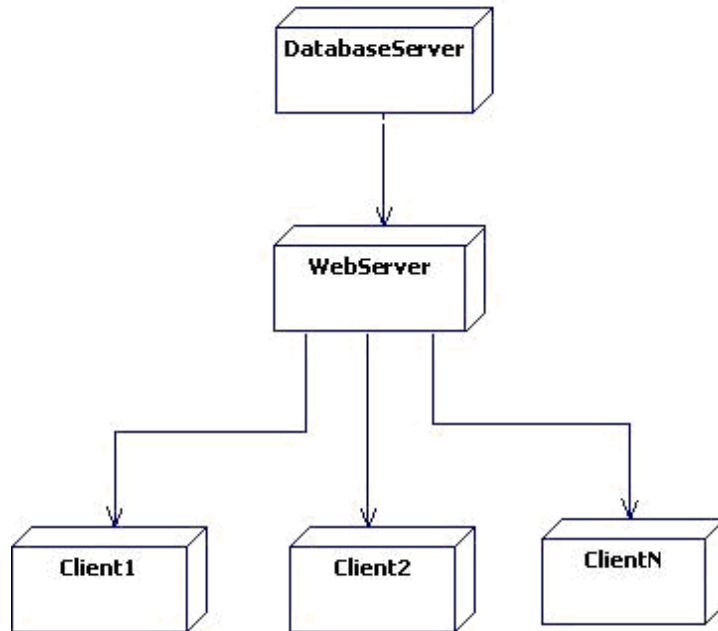 DatabaseServer
WebServer
Client1
Client2
ClientN